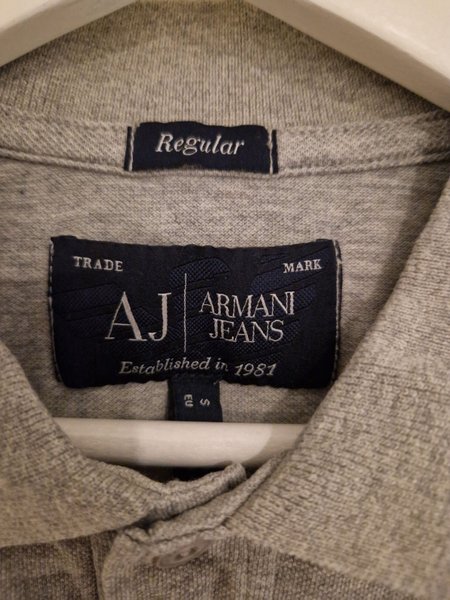 Regular
TRADE MARK
AJ ARMANI
JEANS
Established in 1981
EU S